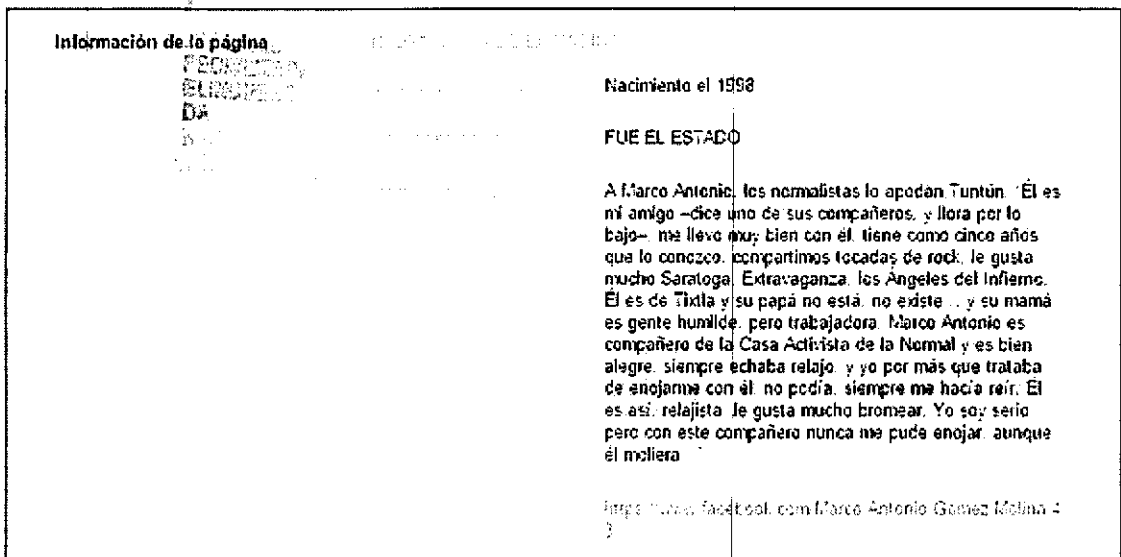 Información de la página
DA
Nacimiento el 1993
FUE EL ESTADO
A Marco Antonio, los normalistas lo apodan Tuntún. "Él es
mi amigo –dice uno de sus compañeros, y llora por lo
bajo–, me llevo muy bien con él, tiene como cinco años
que lo conozco, compartimos tocadas de rock, le gusta
mucho Saratoga, Extravaganza, los Ángeles del Infierno.
Él es de Tixtla y su papá no está, no existe... y su mamá
es gente humilde, pero trabajadora. Marco Antonio es
compañero de la Casa Activista de la Normal y es bien
alegre, siempre echaba relajo, y yo por más que trataba
de enojarme con él, no podía, siempre me hacía reír. Él
es así, relajista, le gusta mucho bromear. Yo soy serio
pero con este compañero nunca me pude enojar, aunque
él moliera
facebook.com/Marco Antonio Gomez Molina 4